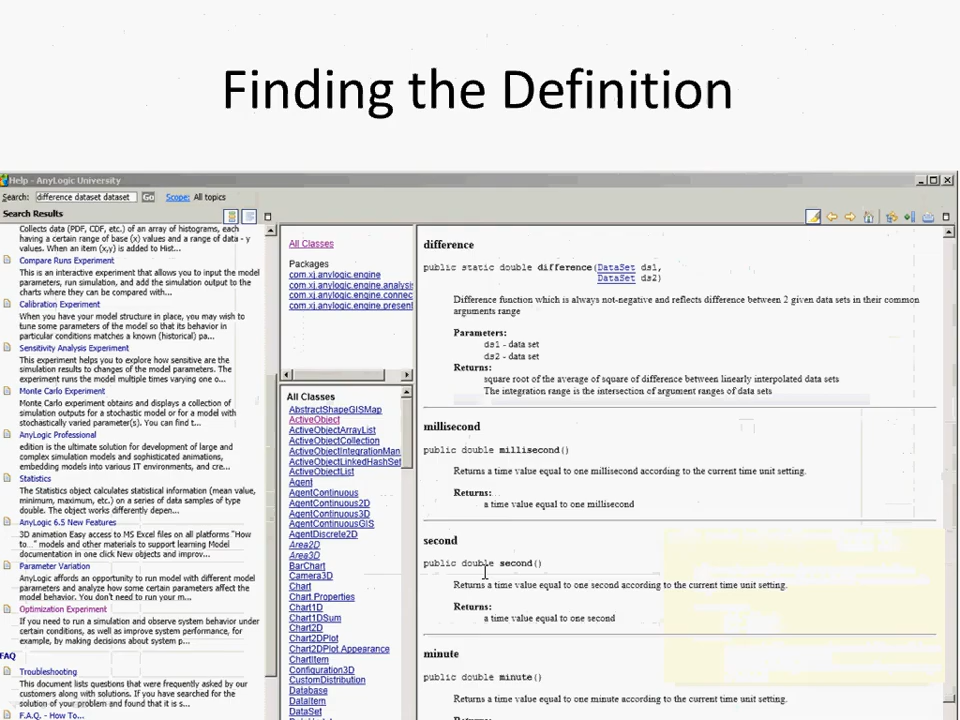 Finding the Definition
Help - AnyLogic University
Search: difference dataset dataset Go Scope: All topics
Search Results
Collects data (PDF, CDF, etc.) of an array of histograms, each
having a certain range of base (x) values and a range of data - y
values. When an item (x,y) is added to Hist...
Compare Runs Experiment
This is an interactive experiment that allows you to input the model
parameters, run simulation, and add the simulation output to the
charts where they can be compared with...
Calibration Experiment
When you have your model structure in place, you may wish to
tune some parameters of the model so that its behavior in
particular conditions matches a known (historical) pa...
Sensitivity Analysis Experiment
This experiment helps you to explore how sensitive are the
simulation results to changes of the model parameters. The
experiment runs the model multiple times varying one o...
Monte Carlo Experiment
Monte Carlo experiment obtains and displays a collection of
simulation outputs for a stochastic model or for a model with
stochastically varied parameter(s). You can find t...
AnyLogic Professional
edition is the ultimate solution for development of large and
complex simulation models and sophisticated animations,
embedding models into various IT environments, and cre...
Statistics
The Statistics object calculates statistical information (mean value,
minimum, maximum, etc.) on a series of data samples of type
double. The object works differently depen...
AnyLogic 6.5 New Features
3D animation Easy access to MS Excel files on all platforms "How
to..." models and other materials to support learning Model
documentation in one click New objects and improv...
Parameter Variation
AnyLogic affords an opportunity to run model with different model
parameters and analyze how some certain parameters affect the
model behavior. You don't need to run your m...
Optimization Experiment
If you need to run a simulation and observe system behavior under
certain conditions, as well as improve system performance, for
example, by making decisions about system p...
FAQ
Troubleshooting
This document lists questions that were frequently asked by our
customers along with solutions. If you have searched for the
solution of your problem and found that it is s...
F.A.Q. - How To...
All Classes
Packages
com.xj.anylogic.engine
com.xj.anylogic.engine.analysis
com.xj.anylogic.engine.connec
com.xj.anylogic.engine.present
All Classes
AbstractShapeGISMap
ActiveObject
ActiveObjectArrayList
ActiveObjectCollection
ActiveObjectIntegrationMan
ActiveObjectLinkedHashSet
ActiveObjectList
Agent
AgentContinuous
AgentContinuous2D
AgentContinuous3D
AgentContinuousGIS
AgentDiscrete2D
Area2D
Area3D
BarChart
Camera3D
Chart
Chart.Properties
Chart1D
Chart1DSum
Chart2D
Chart2DPlot
Chart2DPlot.Appearance
ChartItem
Configuration3D
CustomDistribution
Database
DataItem
DataSet
difference
public static double difference(DataSet ds1,
DataSet ds2)
Difference function which is always not-negative and reflects difference between 2 given data sets in their common
arguments range
Parameters:
ds1 - data set
ds2 - data set
Returns:
square root of the average of square of difference between linearly interpolated data sets
The integration range is the intersection of argument ranges of data sets
millisecond
public double millisecond()
Returns a time value equal to one millisecond according to the current time unit setting.
Returns:
a time value equal to one millisecond
second
public double second()
Returns a time value equal to one second according to the current time unit setting.
Returns:
a time value equal to one second
minute
public double minute()
Returns a time value equal to one minute according to the current time unit setting.
Returns: